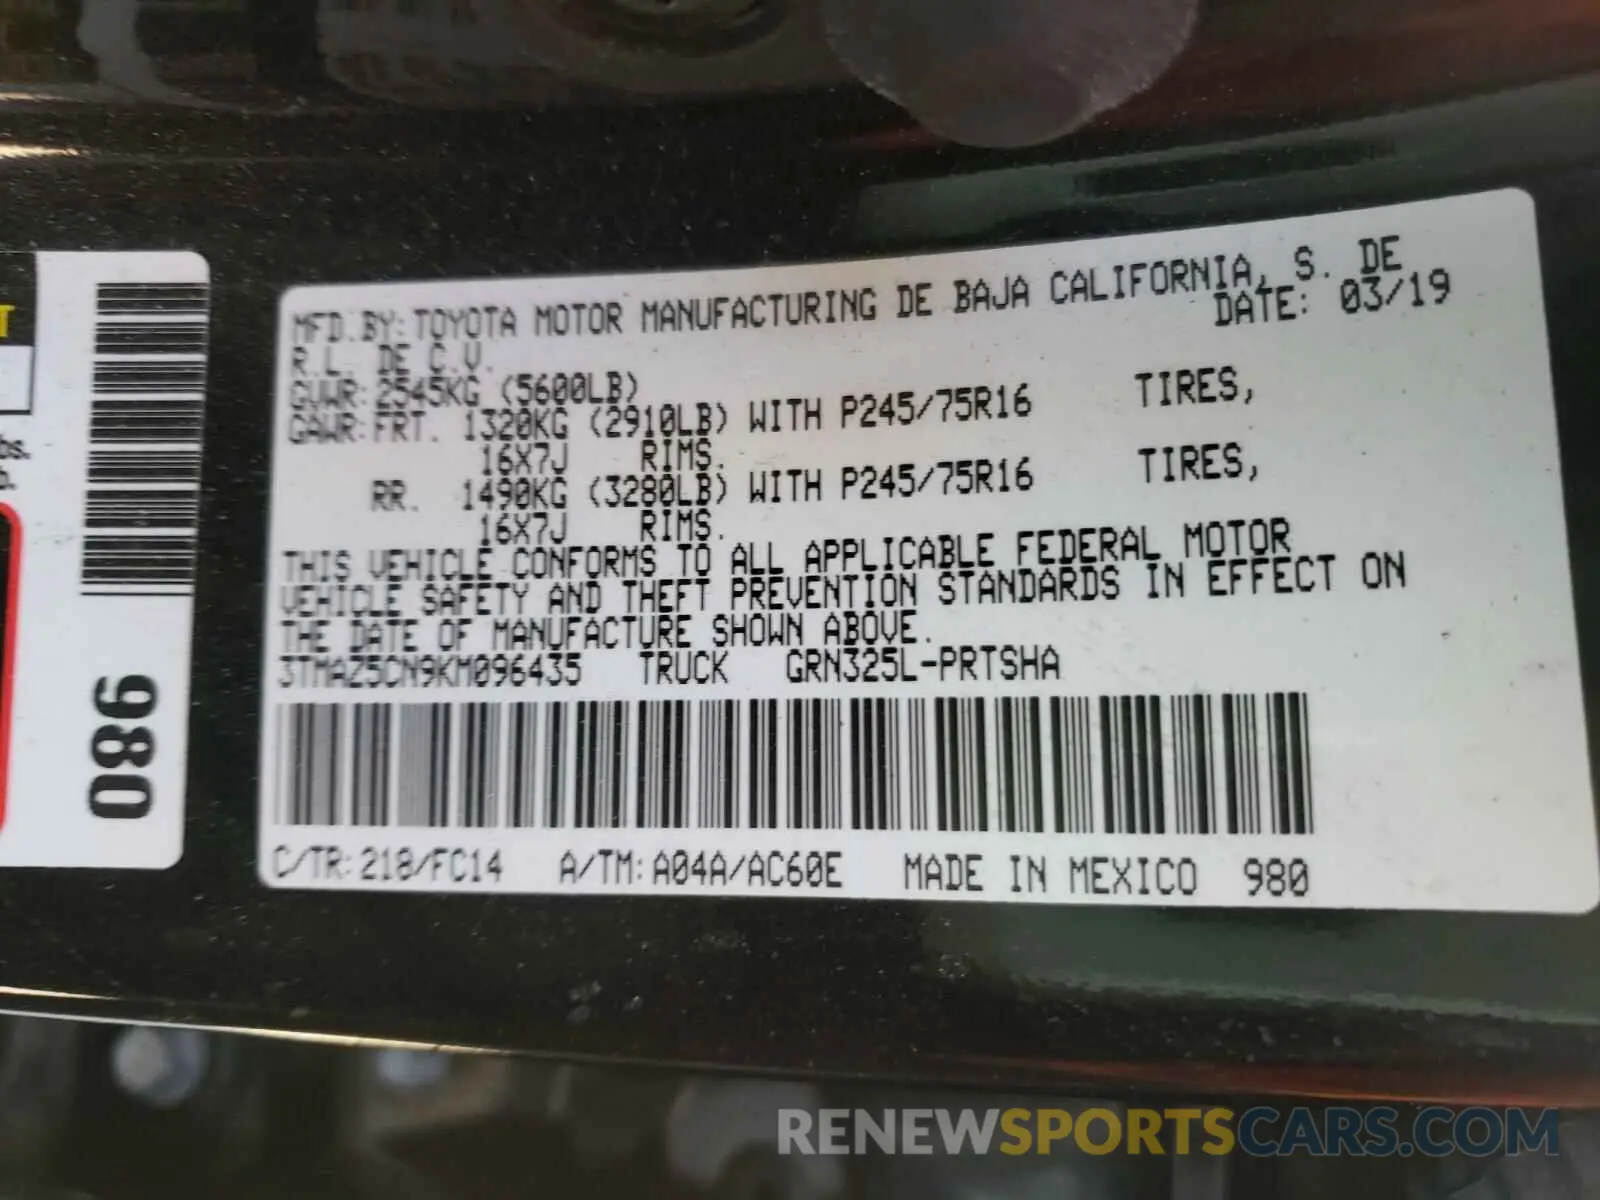 MFD. BY: TOYOTA MOTOR MANUFACTURING DE BAJA CALIFORNIA, S. DE
R.L. DE C.V. DATE: 03/19
GVWR: 2545KG (5600LB)
GAWR: FRT. 1320KG (2910LB) WITH P245/75R16 TIRES,
16X7J RIMS.
RR. 1490KG (3280LB) WITH P245/75R16 TIRES,
16X7J RIMS.
THIS VEHICLE CONFORMS TO ALL APPLICABLE FEDERAL MOTOR
VEHICLE SAFETY AND THEFT PREVENTION STANDARDS IN EFFECT ON
THE DATE OF MANUFACTURE SHOWN ABOVE.
3TMAZ5CN9KM096435 TRUCK GRN325L-PRTSHA
C/TR: 218/FC14 A/TM: A04A/AC60E MADE IN MEXICO 980
980
RENEWSPORTSCARS.COM